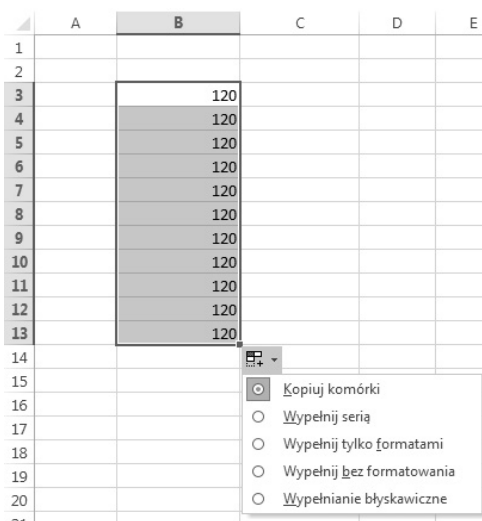 A B C D E
1
2
3 120
4 120
5 120
6 120
7 120
8 120
9 120
10 120
11 120
12 120
13 120
14
15 Kopiuj komórki
16 Wypełnij serią
17
18 Wypełnij tylko formatami
19 Wypełnij bez formatowania
20 Wypełnianie błyskawiczne
21